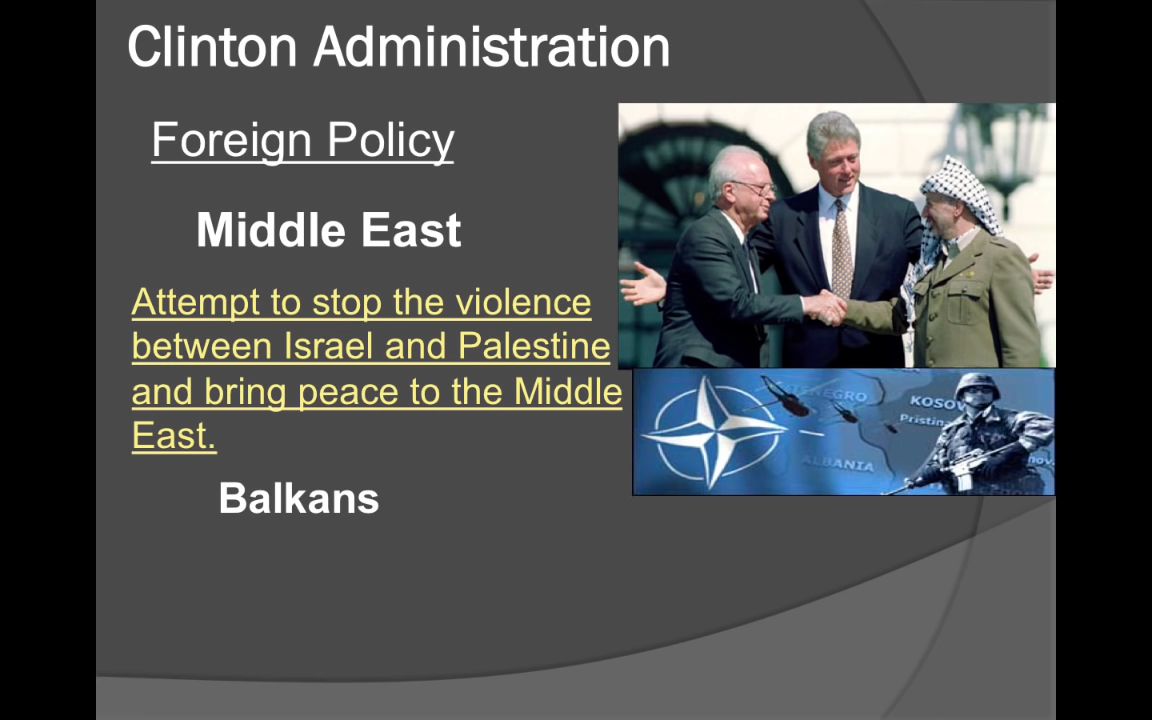 Clinton Administration
Foreign Policy
Middle East
Attempt to stop the violence
between Israel and Palestine
and bring peace to the Middle
East.
Balkans
KOSOV
Pristin
ALBANIA